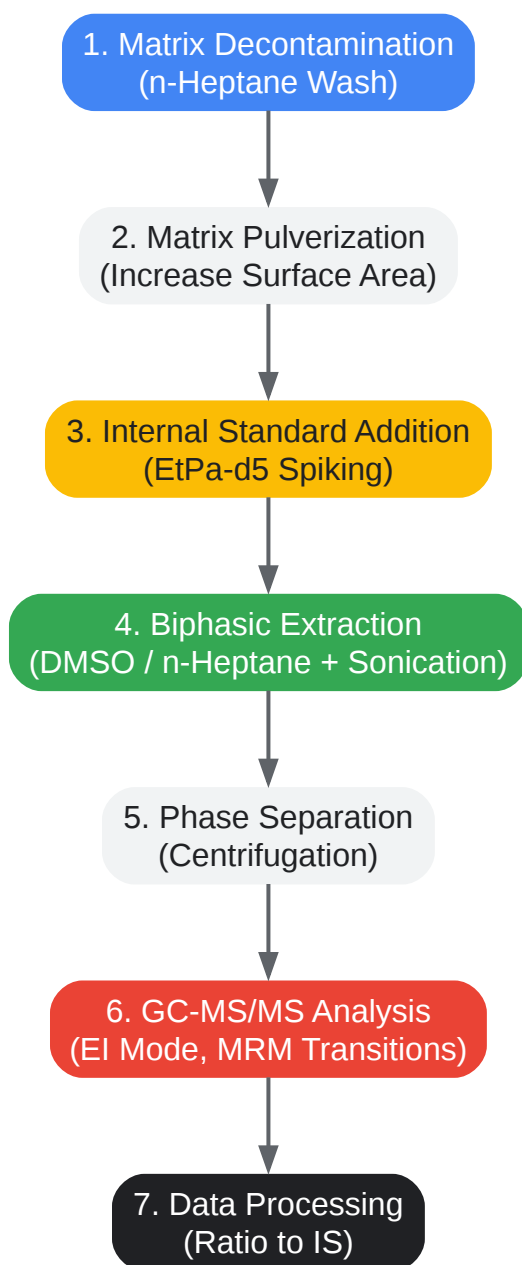 1. Matrix Decontamination
(n-Heptane Wash)
2. Matrix Pulverization
(Increase Surface Area)
3. Internal Standard Addition
(EtPa-d5 Spiking)
4. Biphasic Extraction
(DMSO / n-Heptane + Sonication)
5. Phase Separation
(Centrifugation)
6. GC-MS/MS Analysis
(EI Mode, MRM Transitions)
7. Data Processing
(Ratio to IS)